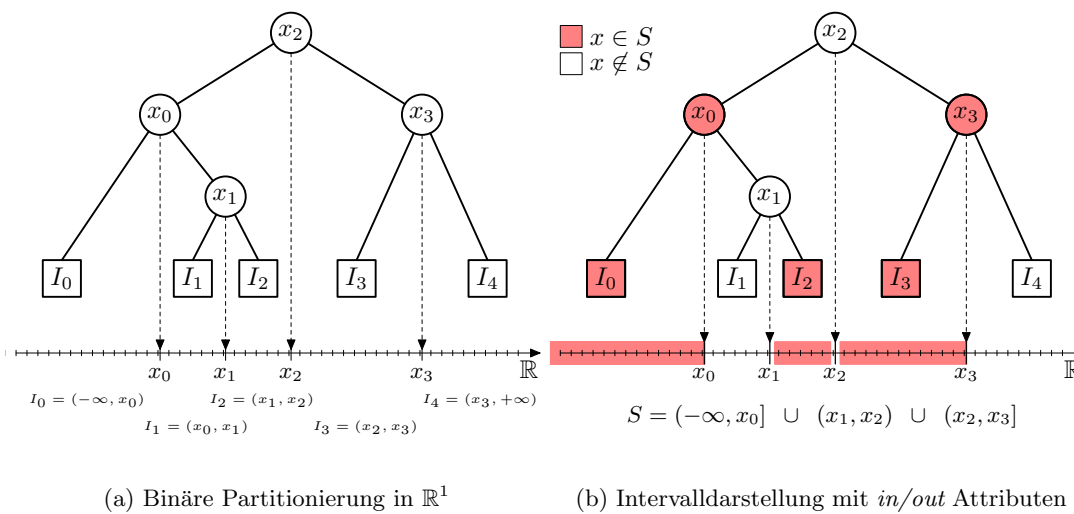 x₂
x₀
x₃
x₁
I₀ I₁ I₂ I₃ I₄
x₀ x₁ x₂ x₃ ℝ
I₀ = (−∞, x₀)
I₂ = (x₁, x₂)
I₄ = (x₃, +∞)
I₁ = (x₀, x₁)
I₃ = (x₂, x₃)
(a) Binäre Partitionierung in ℝ¹
x ∈ S
x ∉ S
x₂
x₀
x₃
x₁
I₀ I₁ I₂ I₃ I₄
x₀ x₁ x₂ x₃ ℝ
S = (−∞, x₀] ∪ (x₁, x₂) ∪ (x₂, x₃]
(b) Intervalldarstellung mit in/out Attributen